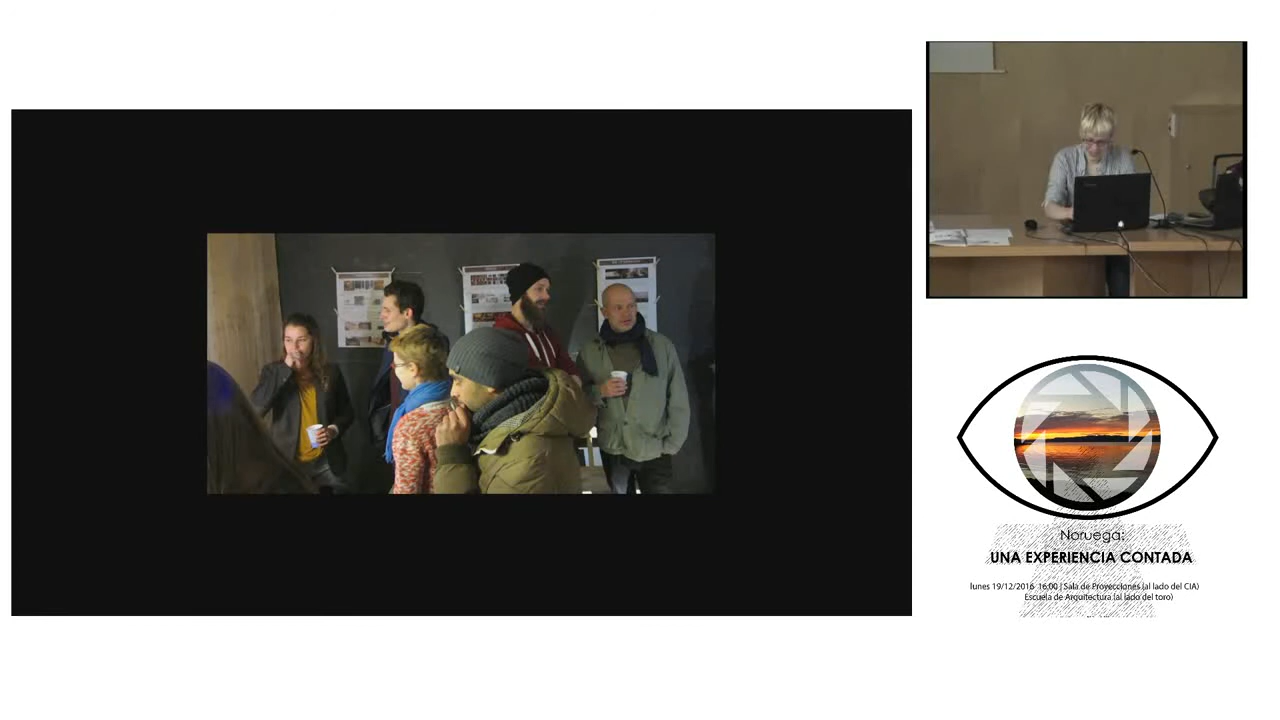 Noruega:
UNA EXPERIENCIA CONTADA
lunes 19/12/2016 16:00 | Sala de Proyecciones (al lado del CIA)
Escuela de Arquitectura (al lado del toro)